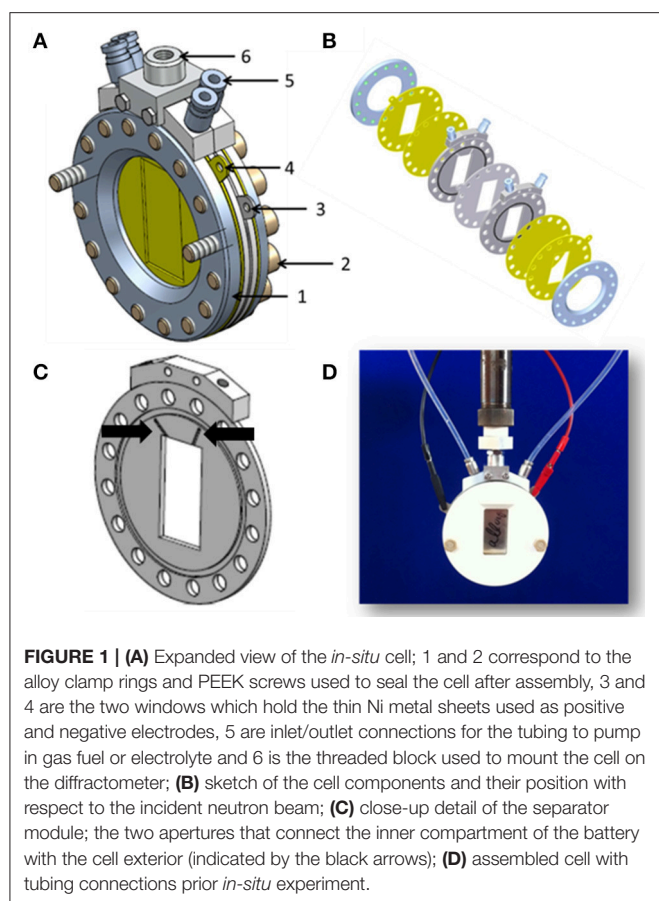 A
6
5
4
3
2
1
B
C
D
FIGURE 1 | (A) Expanded view of the in-situ cell; 1 and 2 correspond to the
alloy clamp rings and PEEK screws used to seal the cell after assembly, 3 and
4 are the two windows which hold the thin Ni metal sheets used as positive
and negative electrodes, 5 are inlet/outlet connections for the tubing to pump
in gas fuel or electrolyte and 6 is the threaded block used to mount the cell on
the diffractometer; (B) sketch of the cell components and their position with
respect to the incident neutron beam; (C) close-up detail of the separator
module; the two apertures that connect the inner compartment of the battery
with the cell exterior (indicated by the black arrows); (D) assembled cell with
tubing connections prior in-situ experiment.